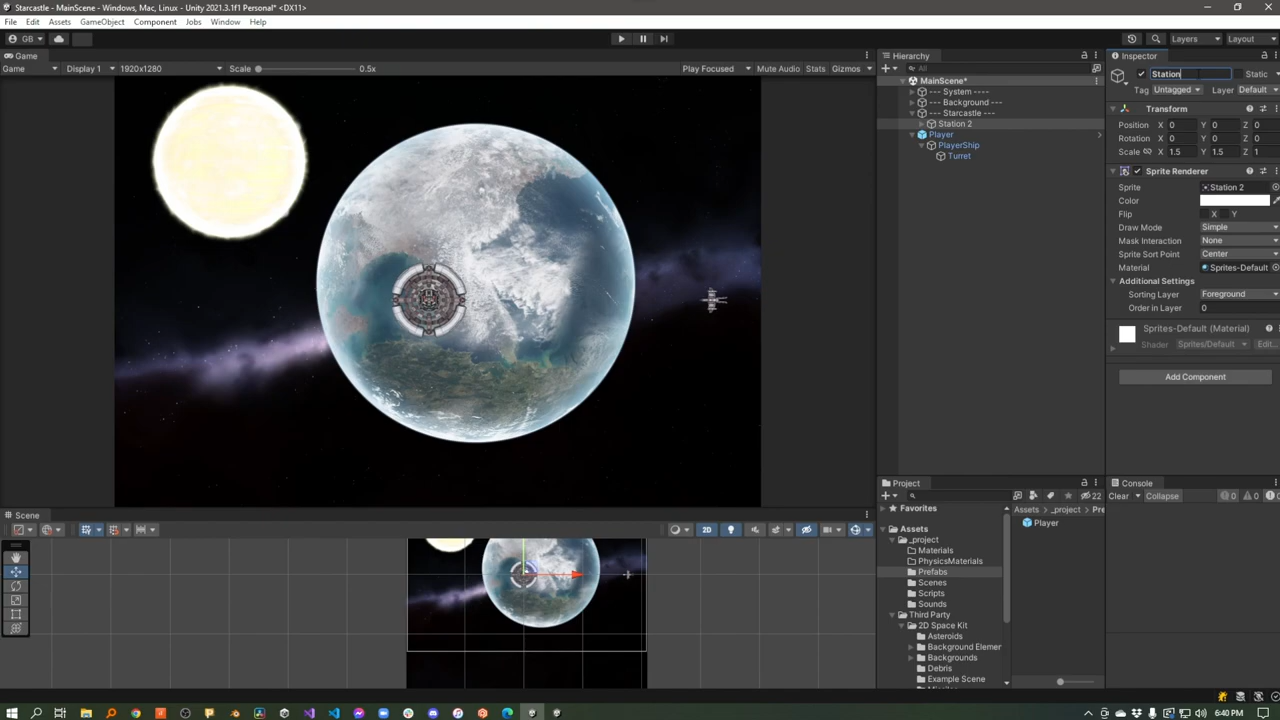 Starcastle - MainScene - Windows, Mac, Linux - Unity 2021.3.1f1 Personal* <DX11>
File Edit Assets GameObject Component Jobs Window Help
GB
Layers Layout
Game
Game Display 1 1920x1280 Scale 0.5x Play Focused Mute Audio Stats Gizmos
Hierarchy
All
MainScene*
--- System ----
--- Background ---
--- Starcastle ---
Station 2
Player
PlayerShip
Turret
Inspector
Station Static
Tag Untagged Layer Default
Transform
Position X 0 Y 0 Z 0
Rotation X 0 Y 0 Z 0
Scale X 1.5 Y 1.5 Z 1
Sprite Renderer
Sprite Station 2
Color
Flip X Y
Draw Mode Simple
Mask Interaction None
Sprite Sort Point Center
Material Sprites-Default
Additional Settings
Sorting Layer Foreground
Order in Layer 0
Sprites-Default (Material)
Shader Sprites/Default Edit...
Add Component
Scene
2D
Project
22
Favorites
Assets
_project
Materials
PhysicsMaterials
Prefabs
Scenes
Scripts
Sounds
Third Party
2D Space Kit
Asteroids
Background Elemer
Backgrounds
Debris
Example Scene
Assets _project Pre
Player
Console
Clear Collapse 0 0
6:40 PM